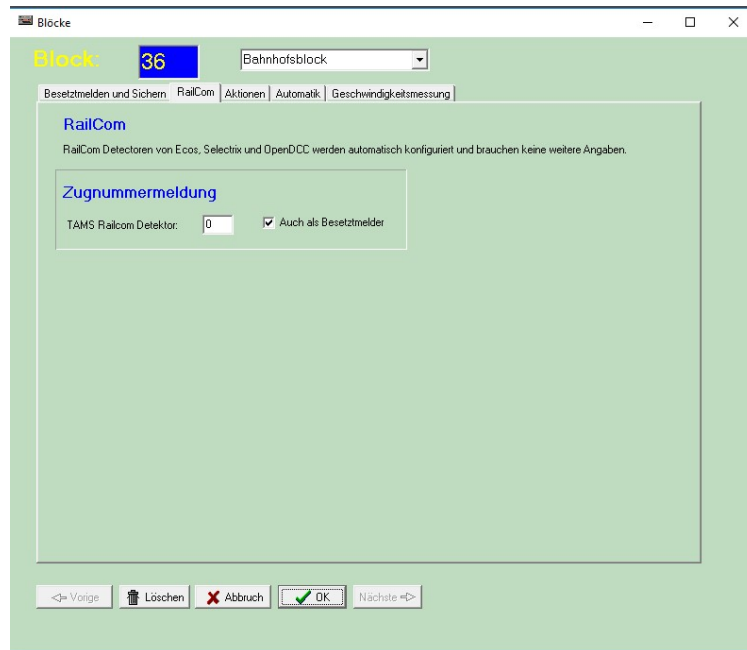 Blöcke
Block: 36 Bahnhofsblock
Besetztmelden und Sichern RailCom Aktionen Automatik Geschwindigkeitsmessung
RailCom
RailCom Detectoren von Ecos, Selectrix und OpenDCC werden automatisch konfiguriert und brauchen keine weitere Angaben.
Zugnummermeldung
TAMS Railcom Detektor: 0 Auch als Besetztmelder
Vorige Löschen Abbruch OK Nächste